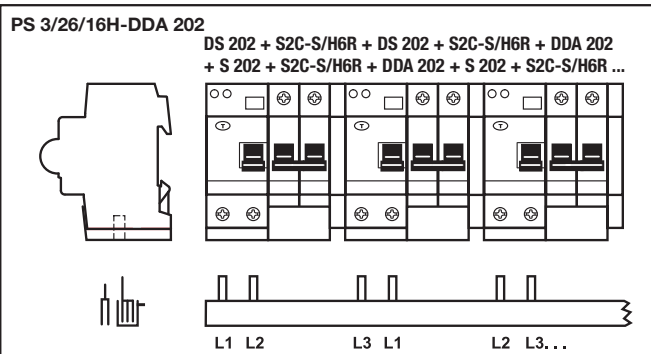 PS 3/26/16H-DDA 202
DS 202 + S2C-S/H6R + DS 202 + S2C-S/H6R + DDA 202
+ S 202 + S2C-S/H6R + DDA 202 + S 202 + S2C-S/H6R ...
T T T
L1 L2 L3 L1 L2 L3...